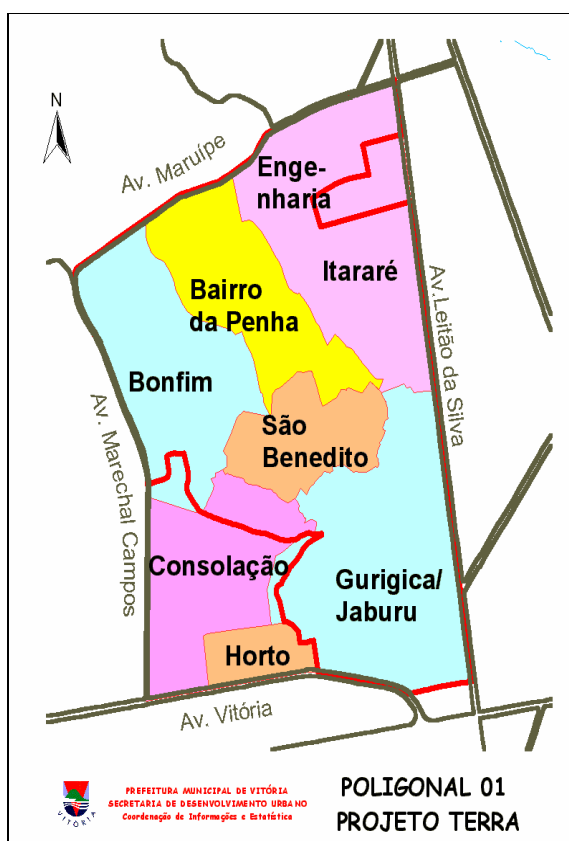 N
Av. Maruípe
Enge-
nharia
Itararé
Bairro
da Penha
Av.Leitão da Silva
Bonfim
São
Benedito
Av. Marechal Campos
Consolação
Gurigica/
Jaburu
Horto
Av. Vitória
VITÓRIA
PREFEITURA MUNICIPAL DE VITÓRIA
SECRETARIA DE DESENVOLVIMENTO URBANO
Coordenação de Informações e Estatística
POLIGONAL 01
PROJETO TERRA